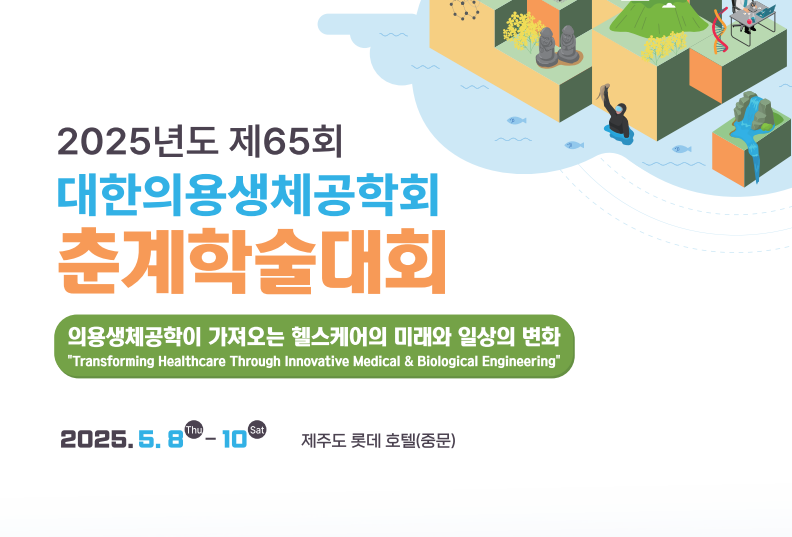 2025년도 제65회
대한의용생체공학회
춘계학술대회
의용생체공학이 가져오는 헬스케어의 미래와 일상의 변화
"Transforming Healthcare Through Innovative Medical & Biological Engineering"
2025. 5. 8 Thu - 10 Sat 제주도 롯데 호텔(중문)